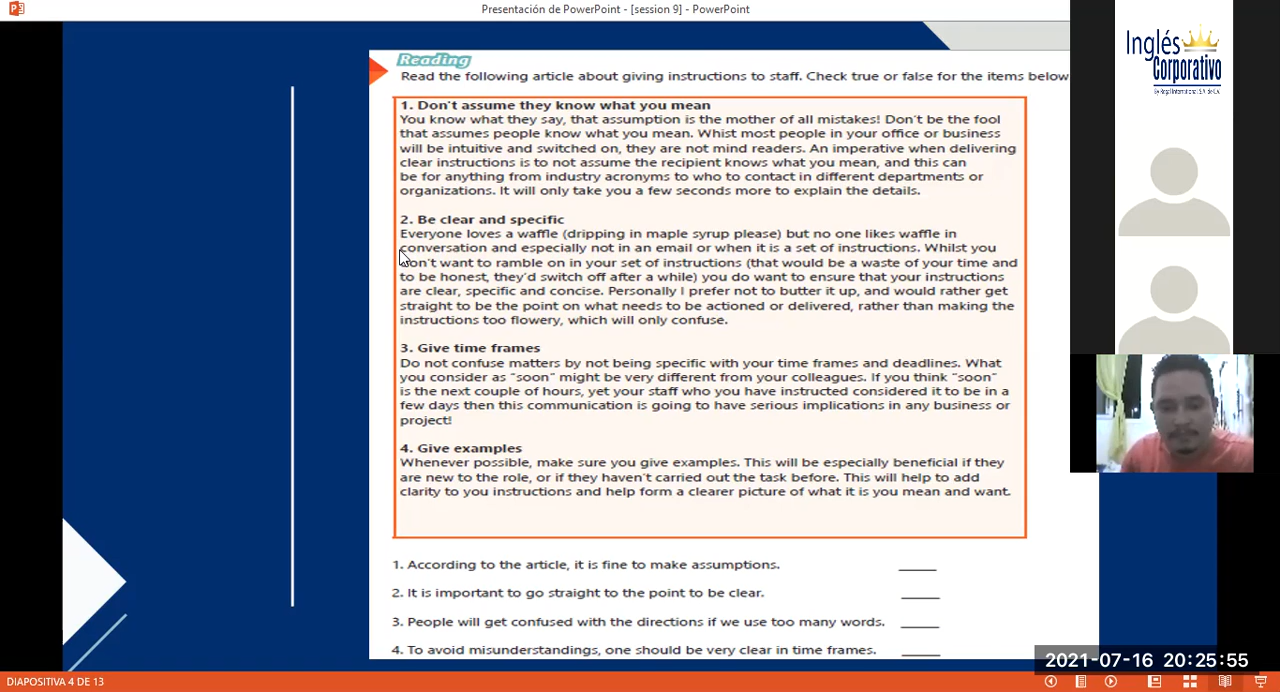 Presentación de PowerPoint - [session 9] - PowerPoint
Inglés
Corporativo
Reading
Read the following article about giving instructions to staff. Check true or false for the items below
1. Don't assume they know what you mean
You know what they say, that assumption is the mother of all mistakes! Don't be the fool
that assumes people know what you mean. Whist most people in your office or business
will be intuitive and switched on, they are not mind readers. An imperative when delivering
clear instructions is to not assume the recipient knows what you mean, and this can
be for anything from industry acronyms to who to contact in different departments or
organizations. It will only take you a few seconds more to explain the details.
2. Be clear and specific
Everyone loves a waffle (dripping in maple syrup please) but no one likes waffle in
conversation and especially not in an email or when it is a set of instructions. Whilst you
don't want to ramble on in your set of instructions (that would be a waste of your time and
to be honest, they'd switch off after a while) you do want to ensure that your instructions
are clear, specific and concise. Personally I prefer not to butter it up, and would rather get
straight to be the point on what needs to be actioned or delivered, rather than making the
instructions too flowery, which will only confuse.
3. Give time frames
Do not confuse matters by not being specific with your time frames and deadlines. What
you consider as "soon" might be very different from your colleagues. If you think "soon"
is the next couple of hours, yet your staff who you have instructed considered it to be in a
few days then this communication is going to have serious implications in any business or
project!
4. Give examples
Whenever possible, make sure you give examples. This will be especially beneficial if they
are new to the role, or if they haven't carried out the task before. This will help to add
clarity to you instructions and help form a clearer picture of what it is you mean and want.
1. According to the article, it is fine to make assumptions. ____
2. It is important to go straight to the point to be clear. ____
3. People will get confused with the directions if we use too many words. ____
4. To avoid misunderstandings, one should be very clear in time frames. ____
2021-07-16 20:25:55
DIAPOSITIVA 4 DE 13